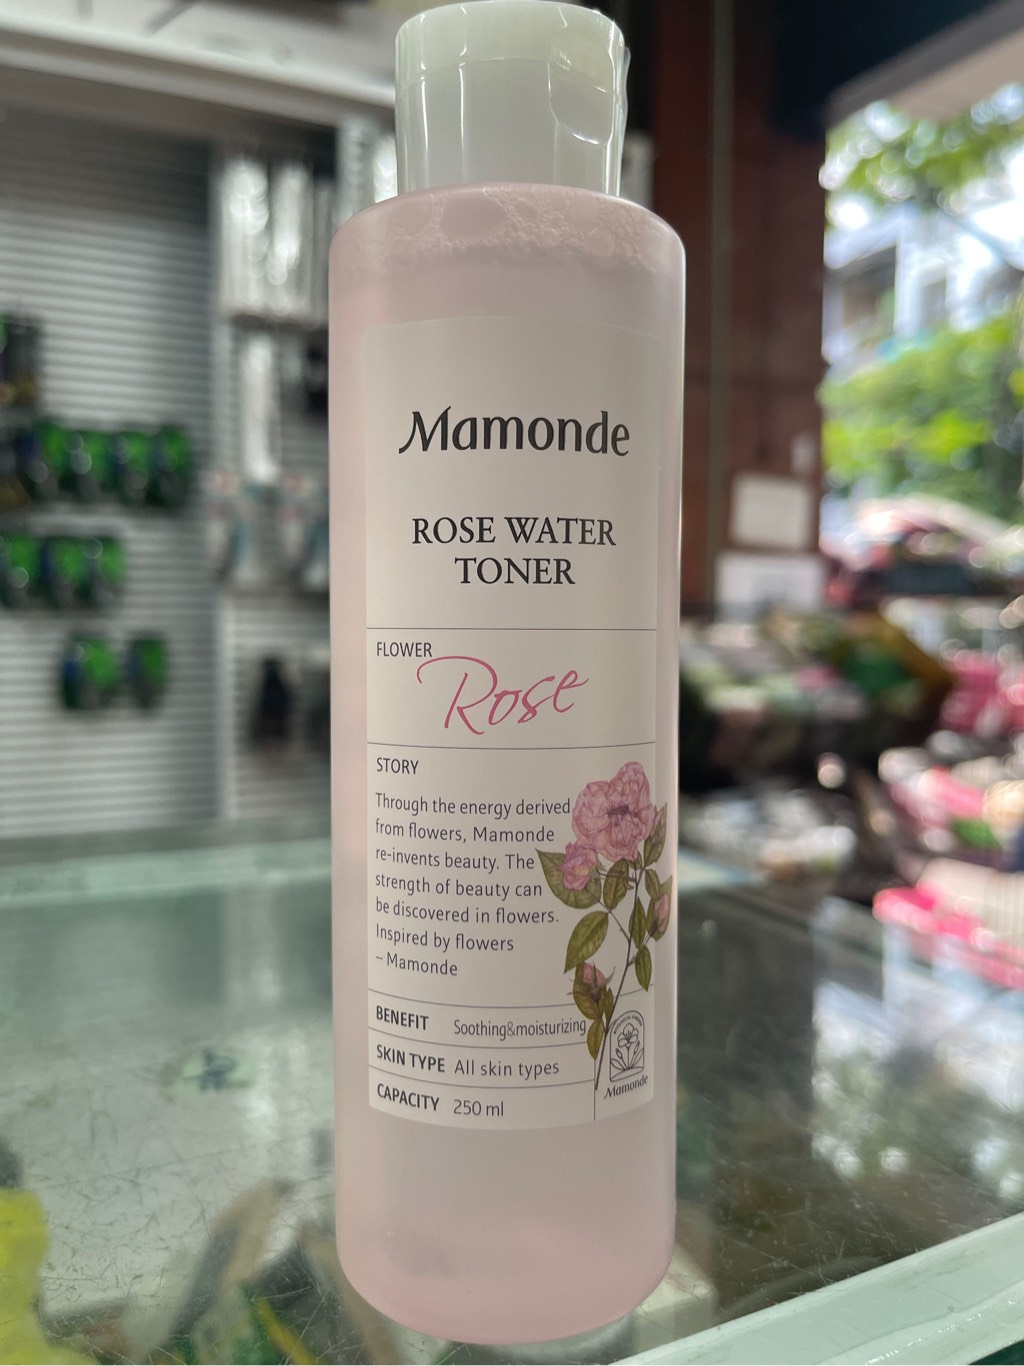 Mamonde
ROSE WATER
TONER
FLOWER
Rose
STORY
Through the energy derived
from flowers, Mamonde
re-invents beauty. The
strength of beauty can
be discovered in flowers.
Inspired by flowers
– Mamonde
BENEFIT Soothing&moisturizing
SKIN TYPE All skin types
CAPACITY 250 ml
Mamonde